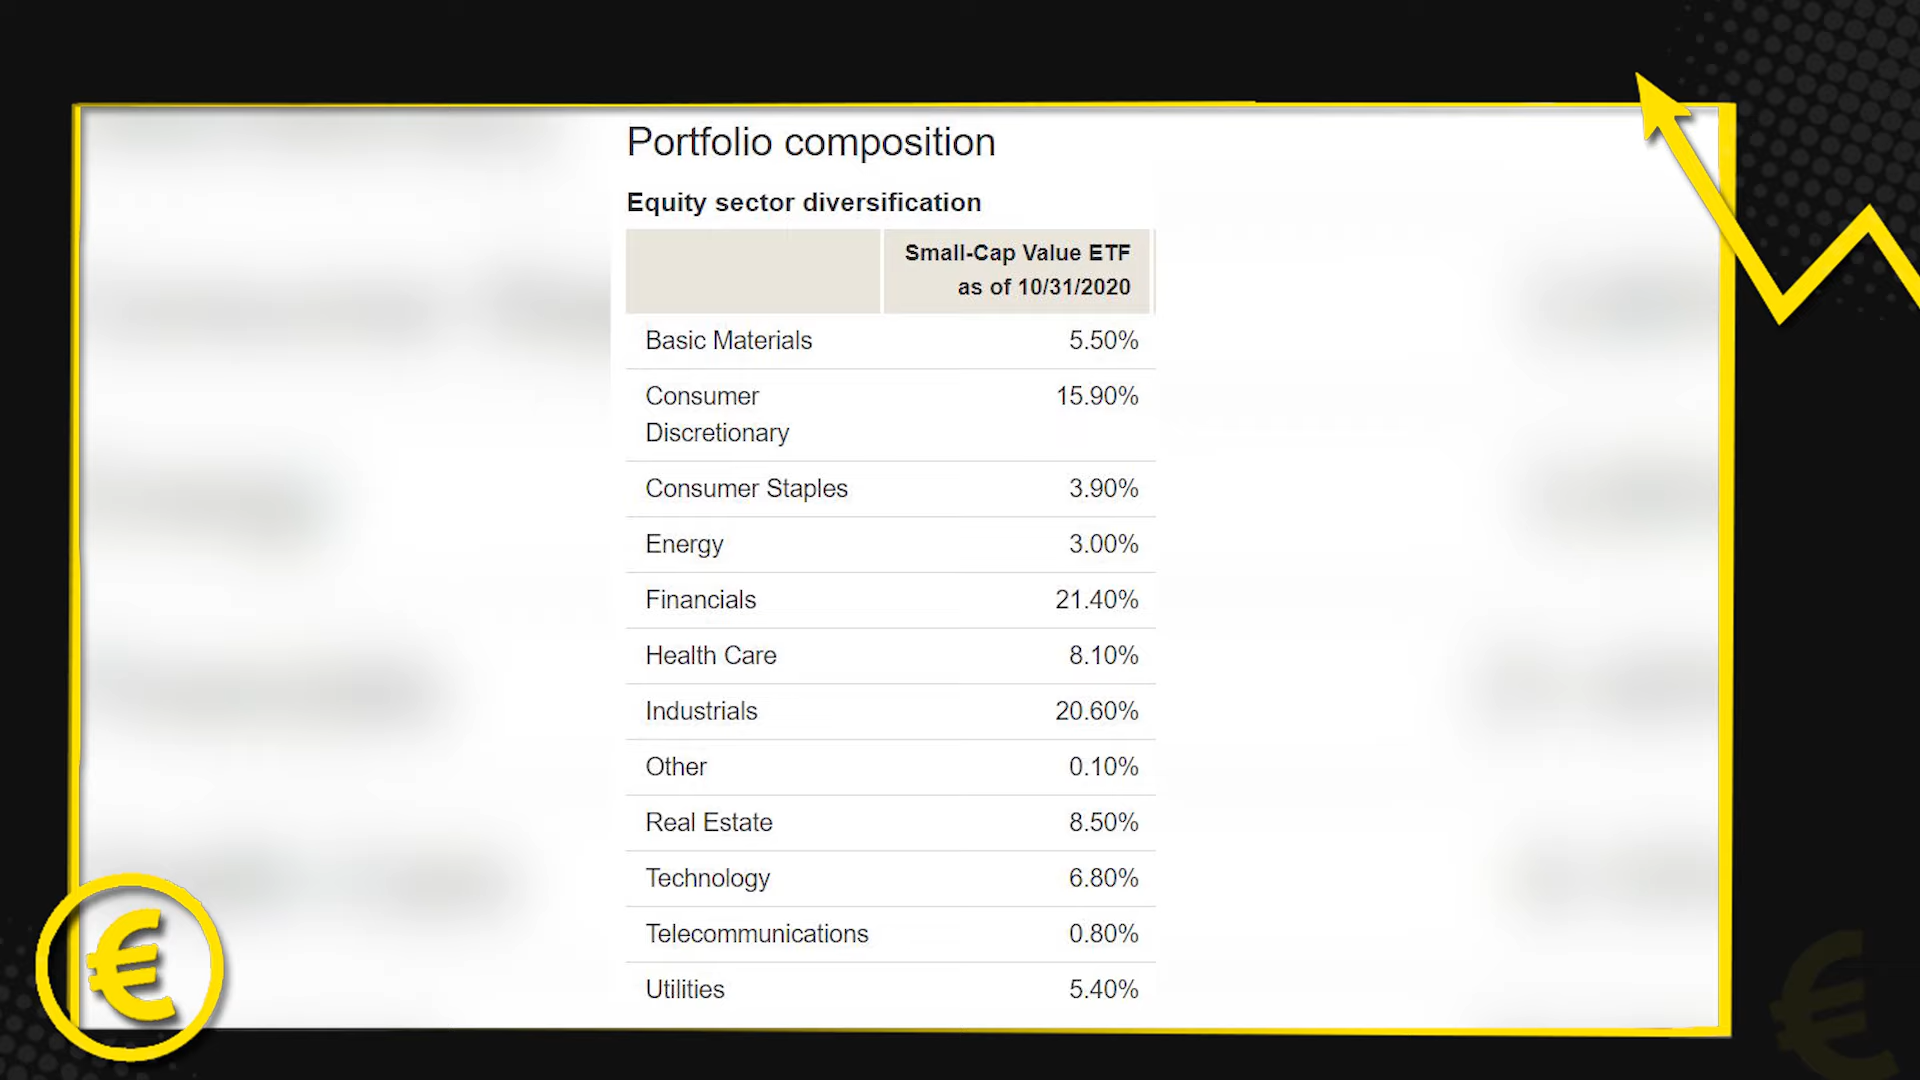 Portfolio composition
Equity sector diversification
Small-Cap Value ETF
as of 10/31/2020
Basic Materials 5.50%
Consumer 15.90%
Discretionary
Consumer Staples 3.90%
Energy 3.00%
Financials 21.40%
Health Care 8.10%
Industrials 20.60%
Other 0.10%
Real Estate 8.50%
Technology 6.80%
Telecommunications 0.80%
Utilities 5.40%
€
€